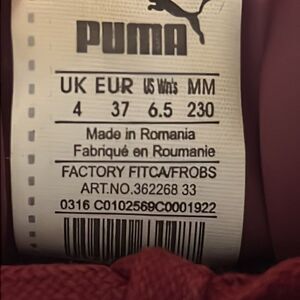 PUMA
UK EUR US Wn's MM
4 37 6.5 230
Made in Romania
Fabriqué en Roumanie
FACTORY FITCA/FROBS
ART.NO.362268 33
0316 C0102569C0001922